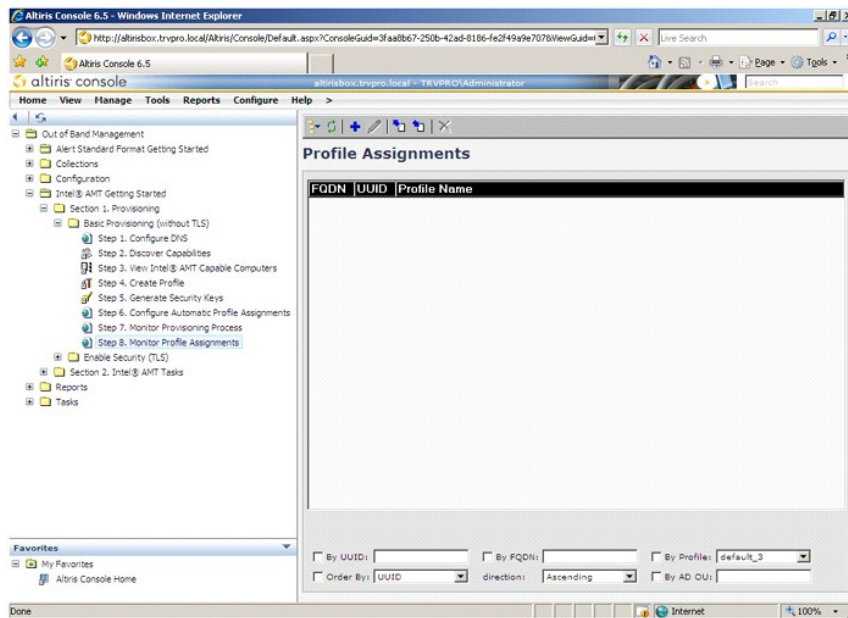 Altiris Console 6.5 - Windows Internet Explorer
http://altirisbox.trvpro.local/Altiris/Console/Default.aspx?ConsoleGuid=3faa8b67-250b-42ad-8186-fe2f49a9e707&ViewGuid=
Live Search
Altiris Console 6.5
Page
Tools
altiris console
altirisbox.trvpro.local - TRVPRO\Administrator
Search
Home View Manage Tools Reports Configure Help >
Out of Band Management
Alert Standard Format Getting Started
Collections
Configuration
Intel® AMT Getting Started
Section 1. Provisioning
Basic Provisioning (without TLS)
Step 1. Configure DNS
Step 2. Discover Capabilities
Step 3. View Intel® AMT Capable Computers
Step 4. Create Profile
Step 5. Generate Security Keys
Step 6. Configure Automatic Profile Assignments
Step 7. Monitor Provisioning Process
Step 8. Monitor Profile Assignments
Enable Security (TLS)
Section 2. Intel® AMT Tasks
Reports
Tasks
Profile Assignments
FQDN UUID Profile Name
Favorites
My Favorites
Altiris Console Home
By UUID: By FQDN: By Profile: default_3
Order By: UUID direction: Ascending By AD OU:
Done
Internet
100%